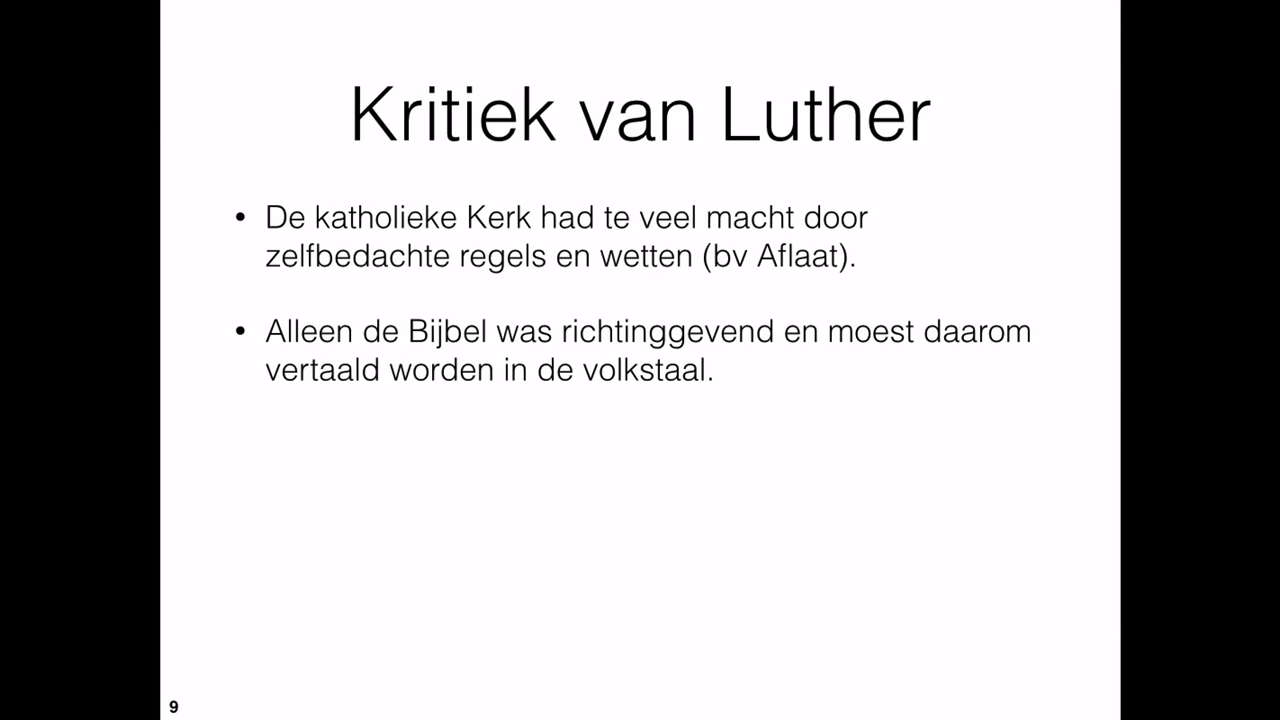 Kritiek van Luther
• De katholieke Kerk had te veel macht door
zelfbedachte regels en wetten (bv Aflaat).
• Alleen de Bijbel was richtinggevend en moest daarom
vertaald worden in de volkstaal.
9